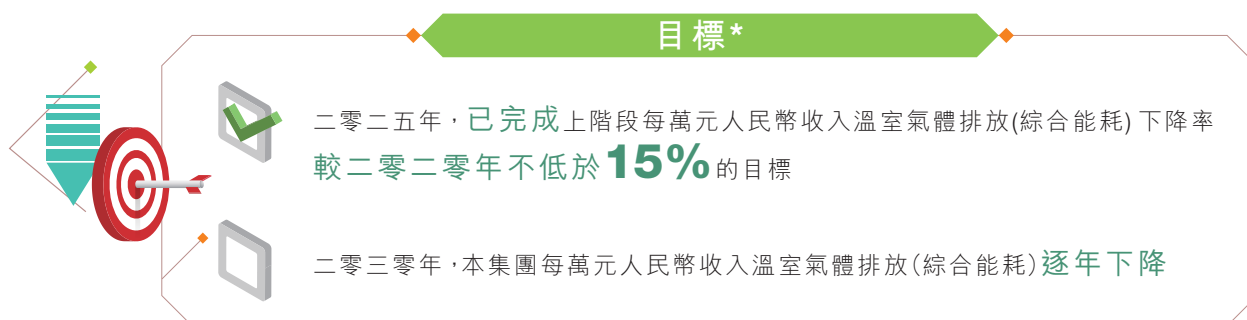 目標*
二零二五年，已完成上階段每萬元人民幣收入溫室氣體排放(綜合能耗)下降率
較二零二零年不低於15%的目標
二零三零年，本集團每萬元人民幣收入溫室氣體排放(綜合能耗)逐年下降